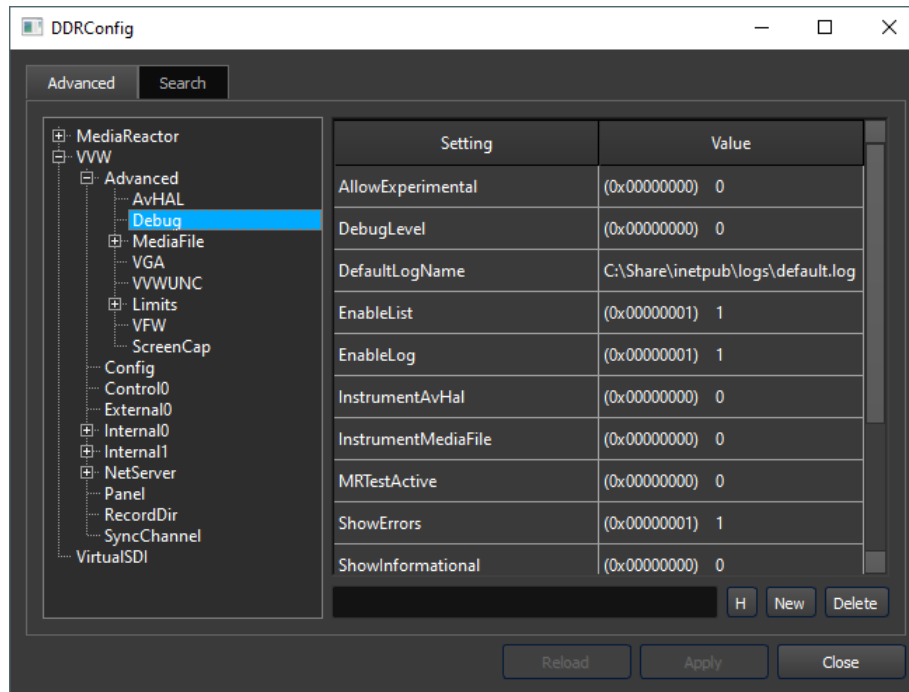 DDRConfig
Advanced Search
MediaReactor
VVW
Advanced
AvHAL
Debug
MediaFile
VGA
VVWUNC
Limits
VFW
ScreenCap
Config
Control0
External0
Internal0
Internal1
NetServer
Panel
RecordDir
SyncChannel
VirtualSDI
Setting Value
AllowExperimental (0x00000000) 0
DebugLevel (0x00000000) 0
DefaultLogName C:\Share\inetpub\logs\default.log
EnableList (0x00000001) 1
EnableLog (0x00000001) 1
InstrumentAvHal (0x00000000) 0
InstrumentMediaFile (0x00000000) 0
MRTestActive (0x00000000) 0
ShowErrors (0x00000001) 1
ShowInformational (0x00000000) 0
H New Delete
Reload Apply Close